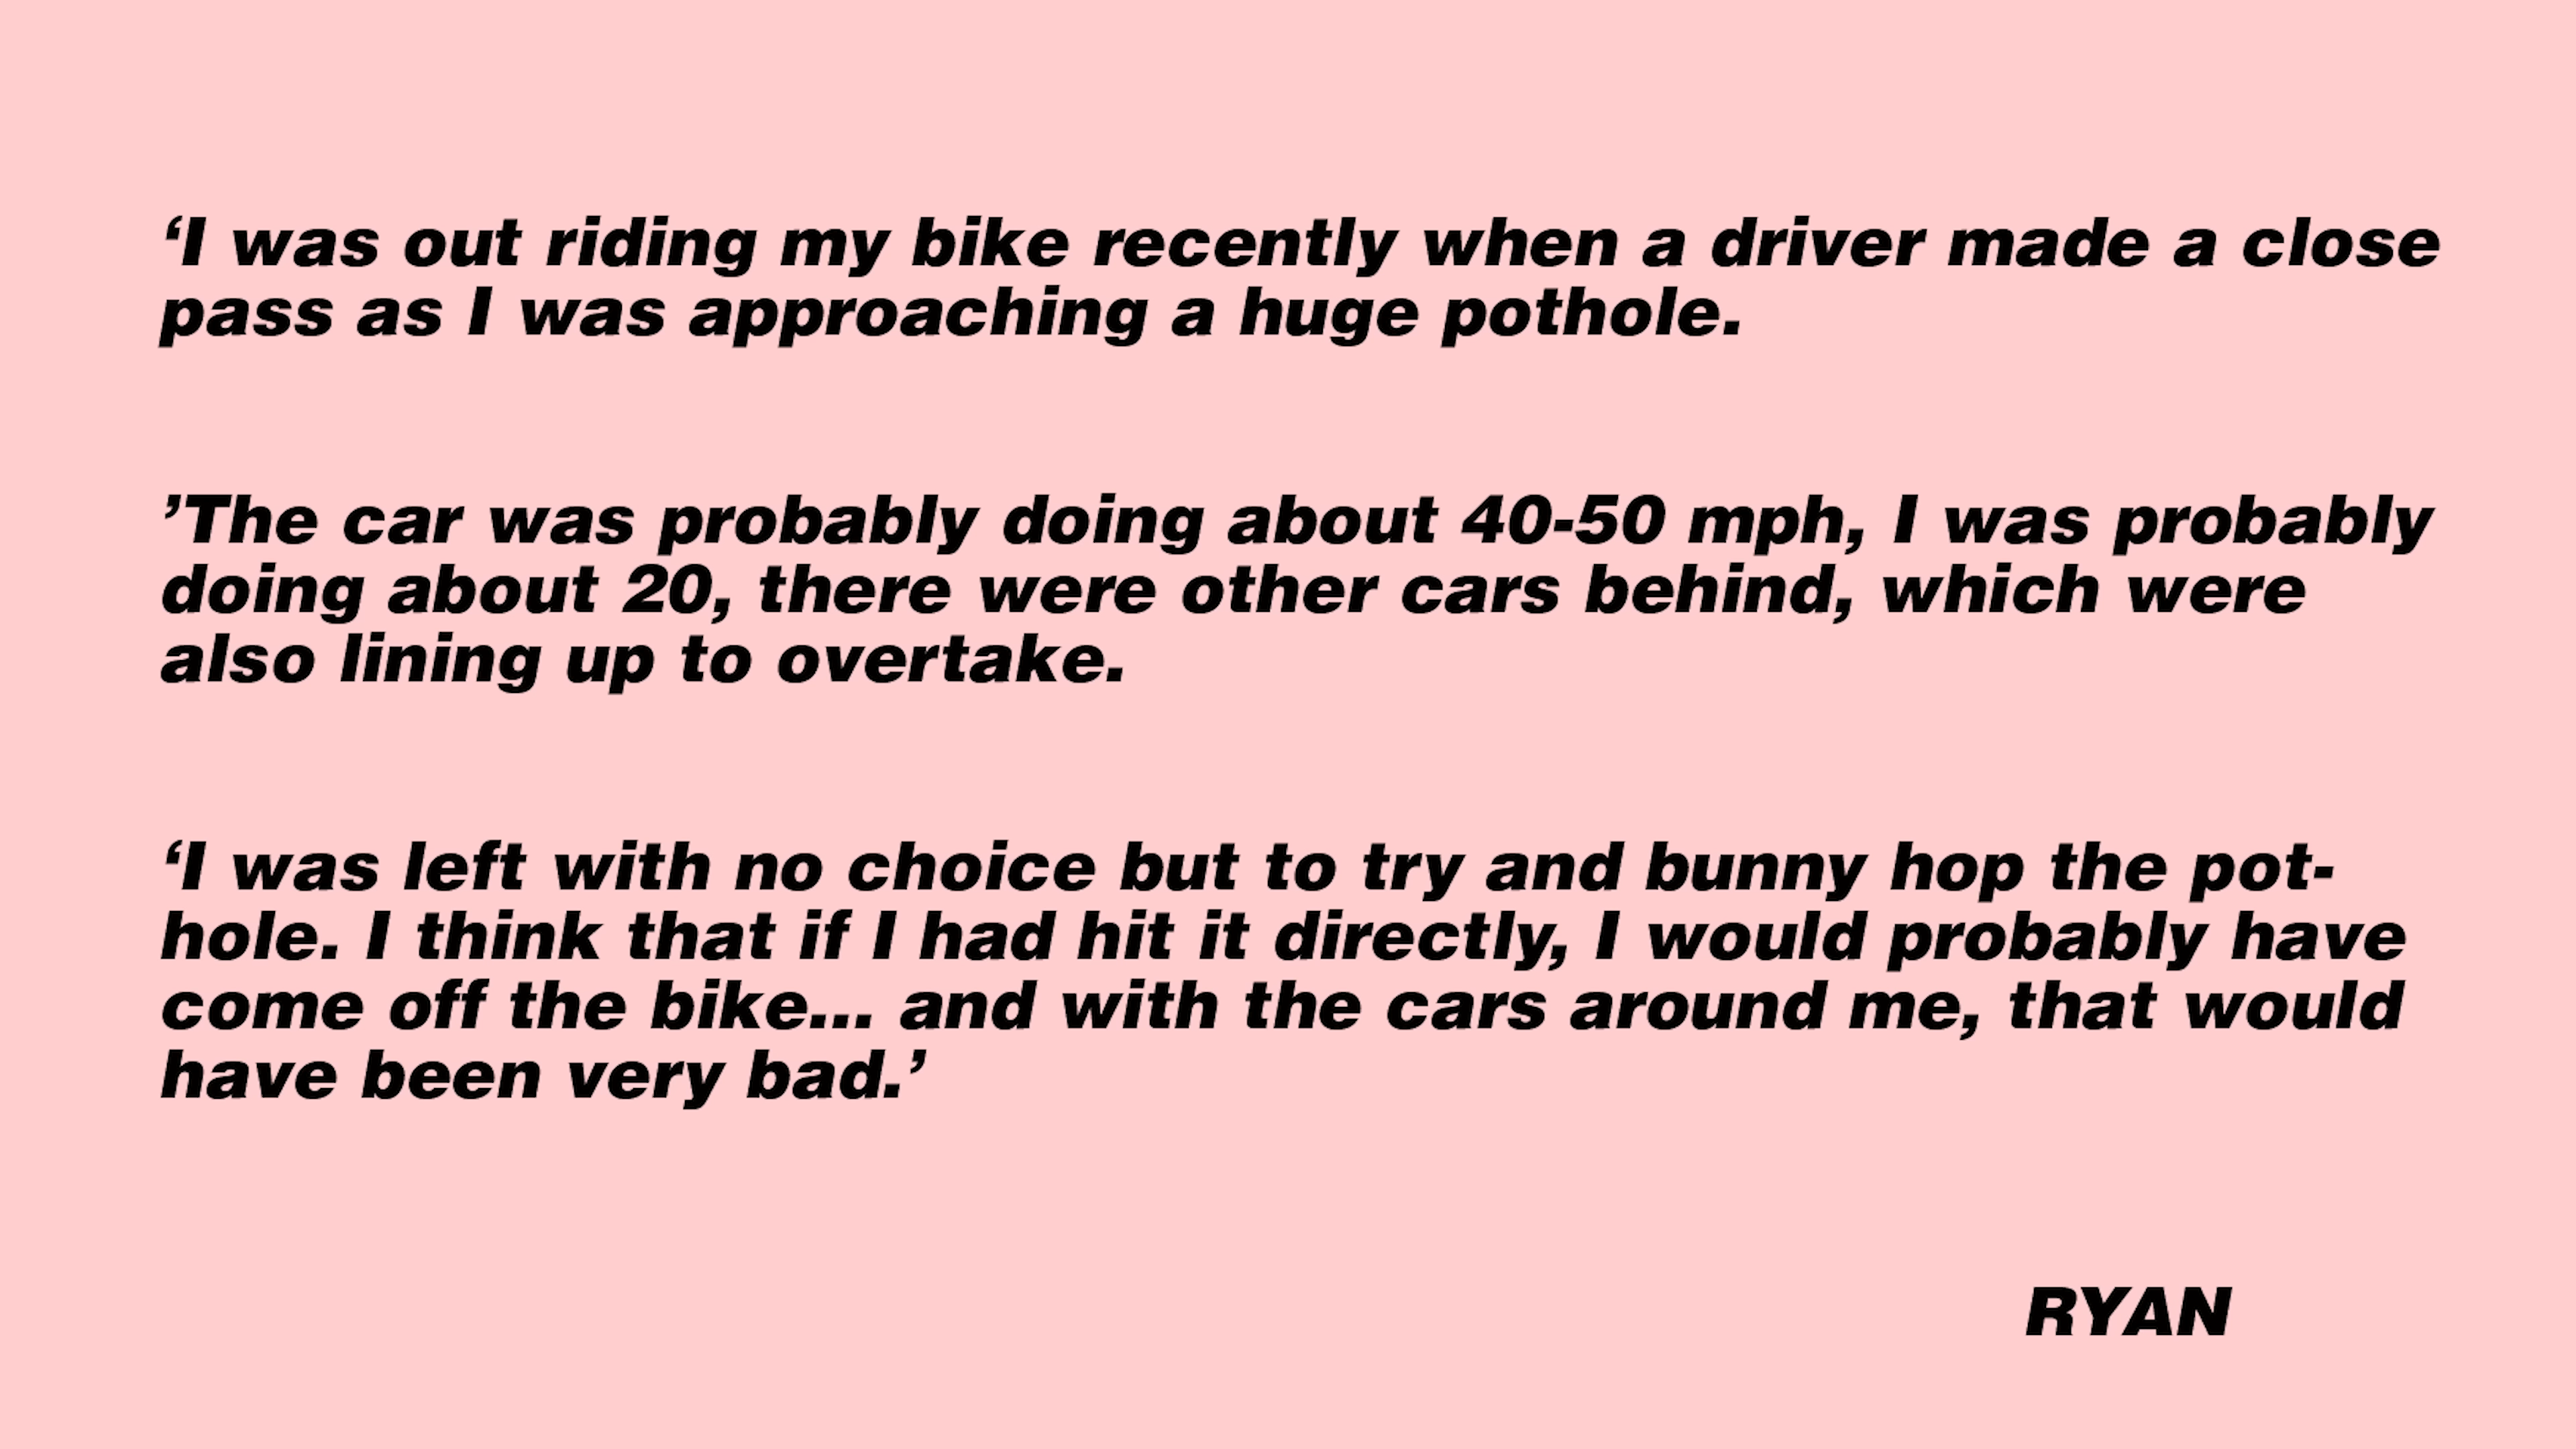 ‘I was out riding my bike recently when a driver made a close
pass as I was approaching a huge pothole.
’The car was probably doing about 40-50 mph, I was probably
doing about 20, there were other cars behind, which were
also lining up to overtake.
‘I was left with no choice but to try and bunny hop the pot-
hole. I think that if I had hit it directly, I would probably have
come off the bike... and with the cars around me, that would
have been very bad.’
RYAN